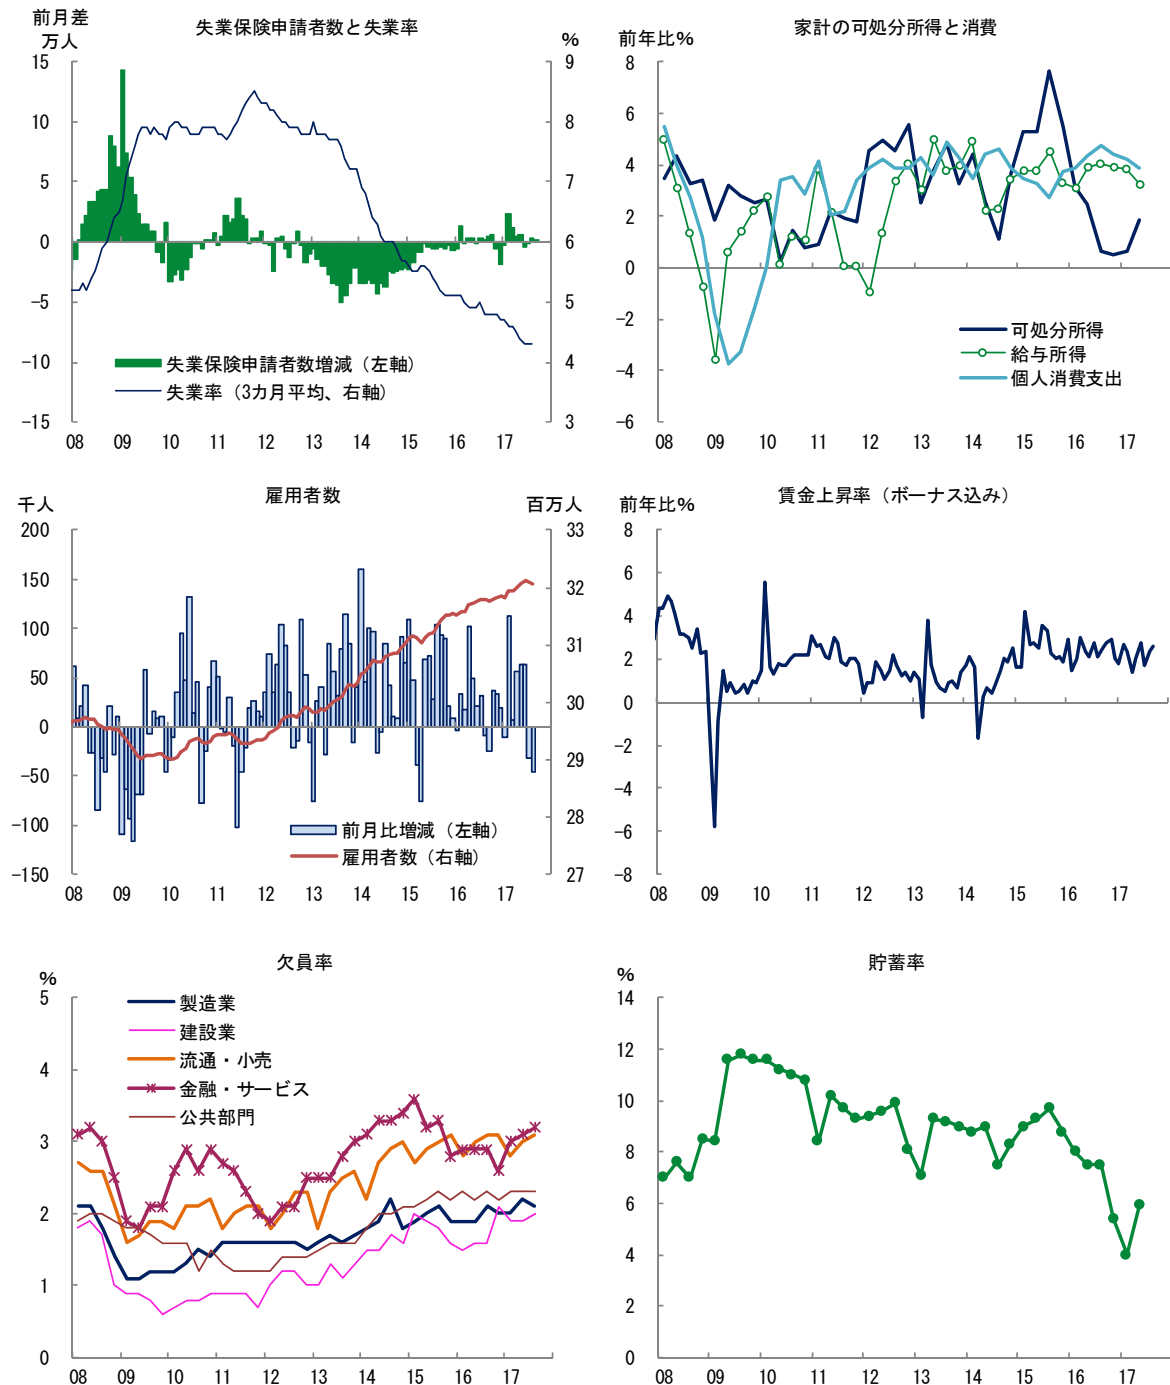 失業保険申請者数と失業率
前月差
万人
%
15
10
5
0
−5
−10
−15
9
8
7
6
5
4
3
失業保険申請者数増減（左軸）
失業率（3カ月平均、右軸）
08 09 10 11 12 13 14 15 16 17
家計の可処分所得と消費
前年比%
8
6
4
2
0
−2
−4
−6
可処分所得
給与所得
個人消費支出
08 09 10 11 12 13 14 15 16 17
雇用者数
千人
百万人
200
150
100
50
0
−50
−100
−150
33
32
31
30
29
28
27
前月比増減（左軸）
雇用者数（右軸）
08 09 10 11 12 13 14 15 16 17
賃金上昇率（ボーナス込み）
前年比%
8
6
4
2
0
−2
−4
−6
−8
08 09 10 11 12 13 14 15 16 17
欠員率
%
5
4
3
2
1
0
製造業
建設業
流通・小売
金融・サービス
公共部門
08 09 10 11 12 13 14 15 16 17
貯蓄率
%
14
12
10
8
6
4
2
0
08 09 10 11 12 13 14 15 16 17